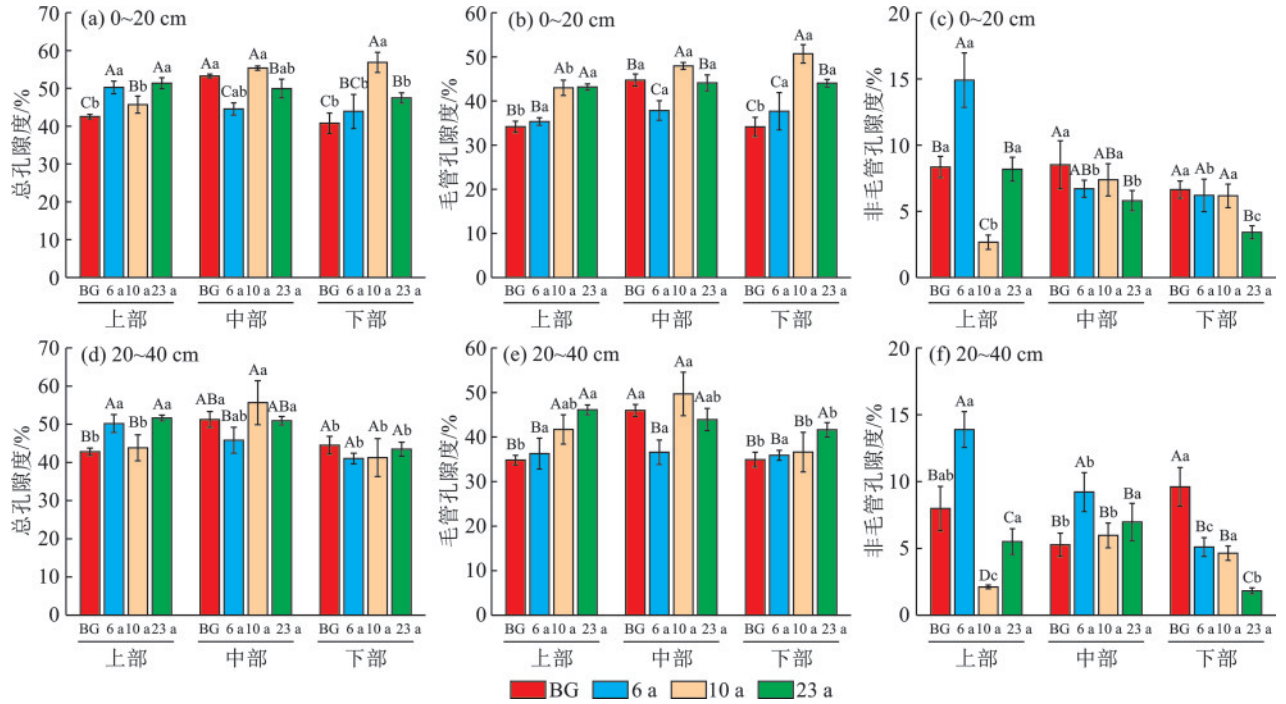 (a) 0~20 cm
总孔隙度/%
70
60
50
40
30
20
10
0
Cb Aa Bb Aa Aa Cab Aa Bab Cb BCb Aa Bb
BG 6 a 10 a 23 a BG 6 a 10 a 23 a BG 6 a 10 a 23 a
上部 中部 下部
(b) 0~20 cm
毛管孔隙度/%
60
50
40
30
20
10
0
Bb Ba Ab Aa Ba Ca Aa Ba Cb Ca Aa Ba
BG 6 a 10 a 23 a BG 6 a 10 a 23 a BG 6 a 10 a 23 a
上部 中部 下部
(c) 0~20 cm
非毛管孔隙度/%
20
15
10
5
0
Ba Aa Cb Ba Aa ABb ABa Bb Aa Ab Aa Bc
BG 6 a 10 a 23 a BG 6 a 10 a 23 a BG 6 a 10 a 23 a
上部 中部 下部
(d) 20~40 cm
总孔隙度/%
70
60
50
40
30
20
10
0
Bb Aa Bb Aa ABa Bab Aa ABa Ab Ab Ab Ab
BG 6 a 10 a 23 a BG 6 a 10 a 23 a BG 6 a 10 a 23 a
上部 中部 下部
(e) 20~40 cm
毛管孔隙度/%
60
50
40
30
20
10
0
Bb Ba Aab Aa Aa Ba Aa Aab Bb Ba Bb Ab
BG 6 a 10 a 23 a BG 6 a 10 a 23 a BG 6 a 10 a 23 a
上部 中部 下部
(f) 20~40 cm
非毛管孔隙度/%
20
15
10
5
0
Bab Aa Dc Ca Bb Ab Bb Ba Aa Bc Ba Cb
BG 6 a 10 a 23 a BG 6 a 10 a 23 a BG 6 a 10 a 23 a
上部 中部 下部
BG 6 a 10 a 23 a